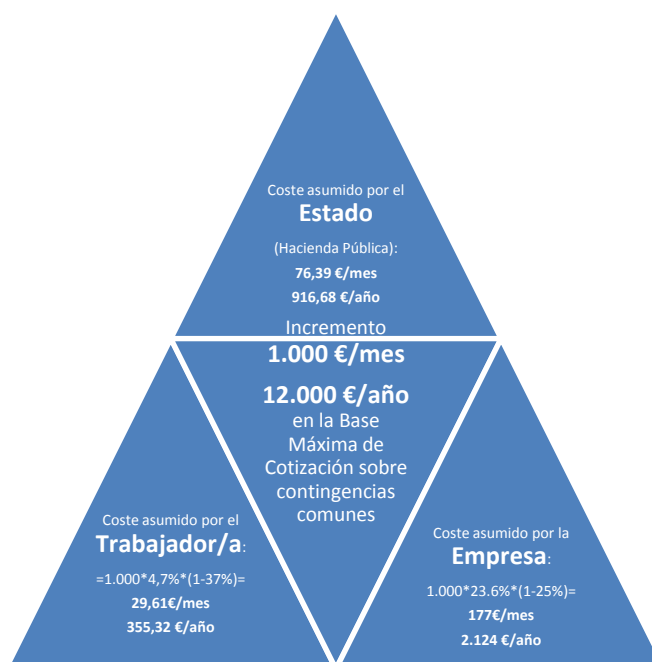 Coste asumido por el
Estado
(Hacienda Pública):
76,39 €/mes
916,68 €/año
Incremento
1.000 €/mes
12.000 €/año
en la Base
Máxima de
Cotización sobre
contingencias
comunes
Coste asumido por el
Trabajador/a:
=1.000*4,7%*(1-37%)=
29,61€/mes
355,32 €/año
Coste asumido por la
Empresa:
1.000*23.6%*(1-25%)=
177€/mes
2.124 €/año